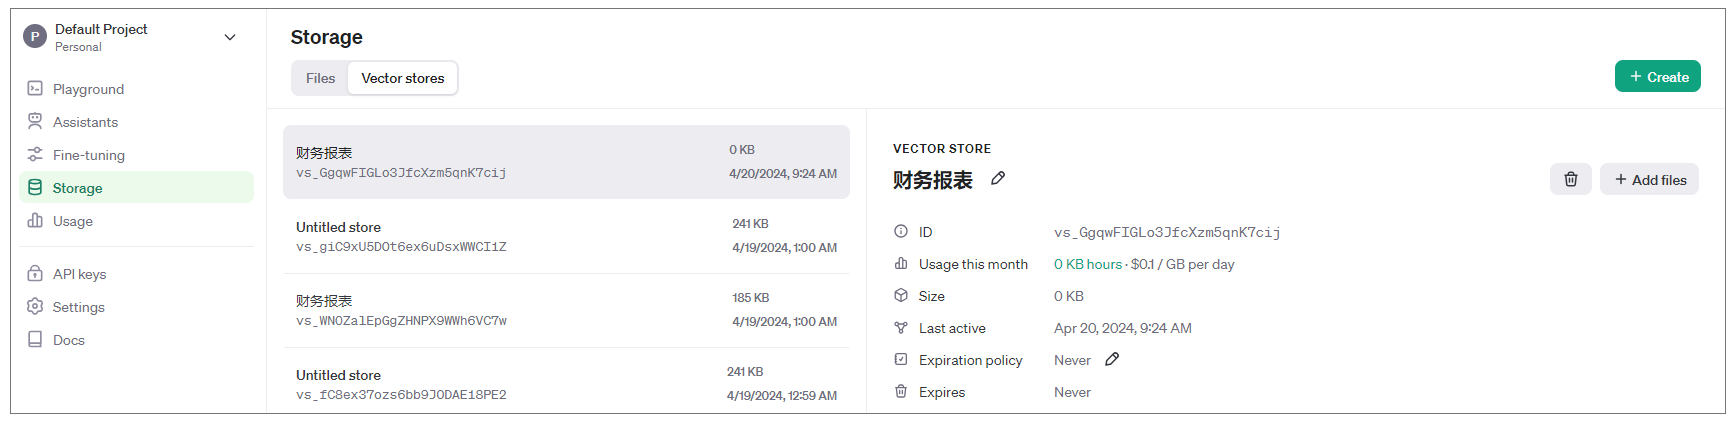 P
Default Project
Personal
Playground
Assistants
Fine-tuning
Storage
Usage
API keys
Settings
Docs
Storage
Files
Vector stores
+ Create
财务报表
0 KB
vs_GgqwFIGLo3JfcXzm5qnK7cij
4/20/2024, 9:24 AM
Untitled store
241 KB
vs_giC9xU5DOt6ex6uDsxWWCI1Z
4/19/2024, 1:00 AM
财务报表
185 KB
vs_WNOZalEpGgZHNPX9WWh6VC7w
4/19/2024, 1:00 AM
Untitled store
241 KB
vs_fC8ex37ozs6bb9JODAE18PE2
4/19/2024, 12:59 AM
VECTOR STORE
财务报表
+ Add files
ID
vs_GgqwFIGLo3JfcXzm5qnK7cij
Usage this month
0 KB hours · $0.1 / GB per day
Size
0 KB
Last active
Apr 20, 2024, 9:24 AM
Expiration policy
Never
Expires
Never